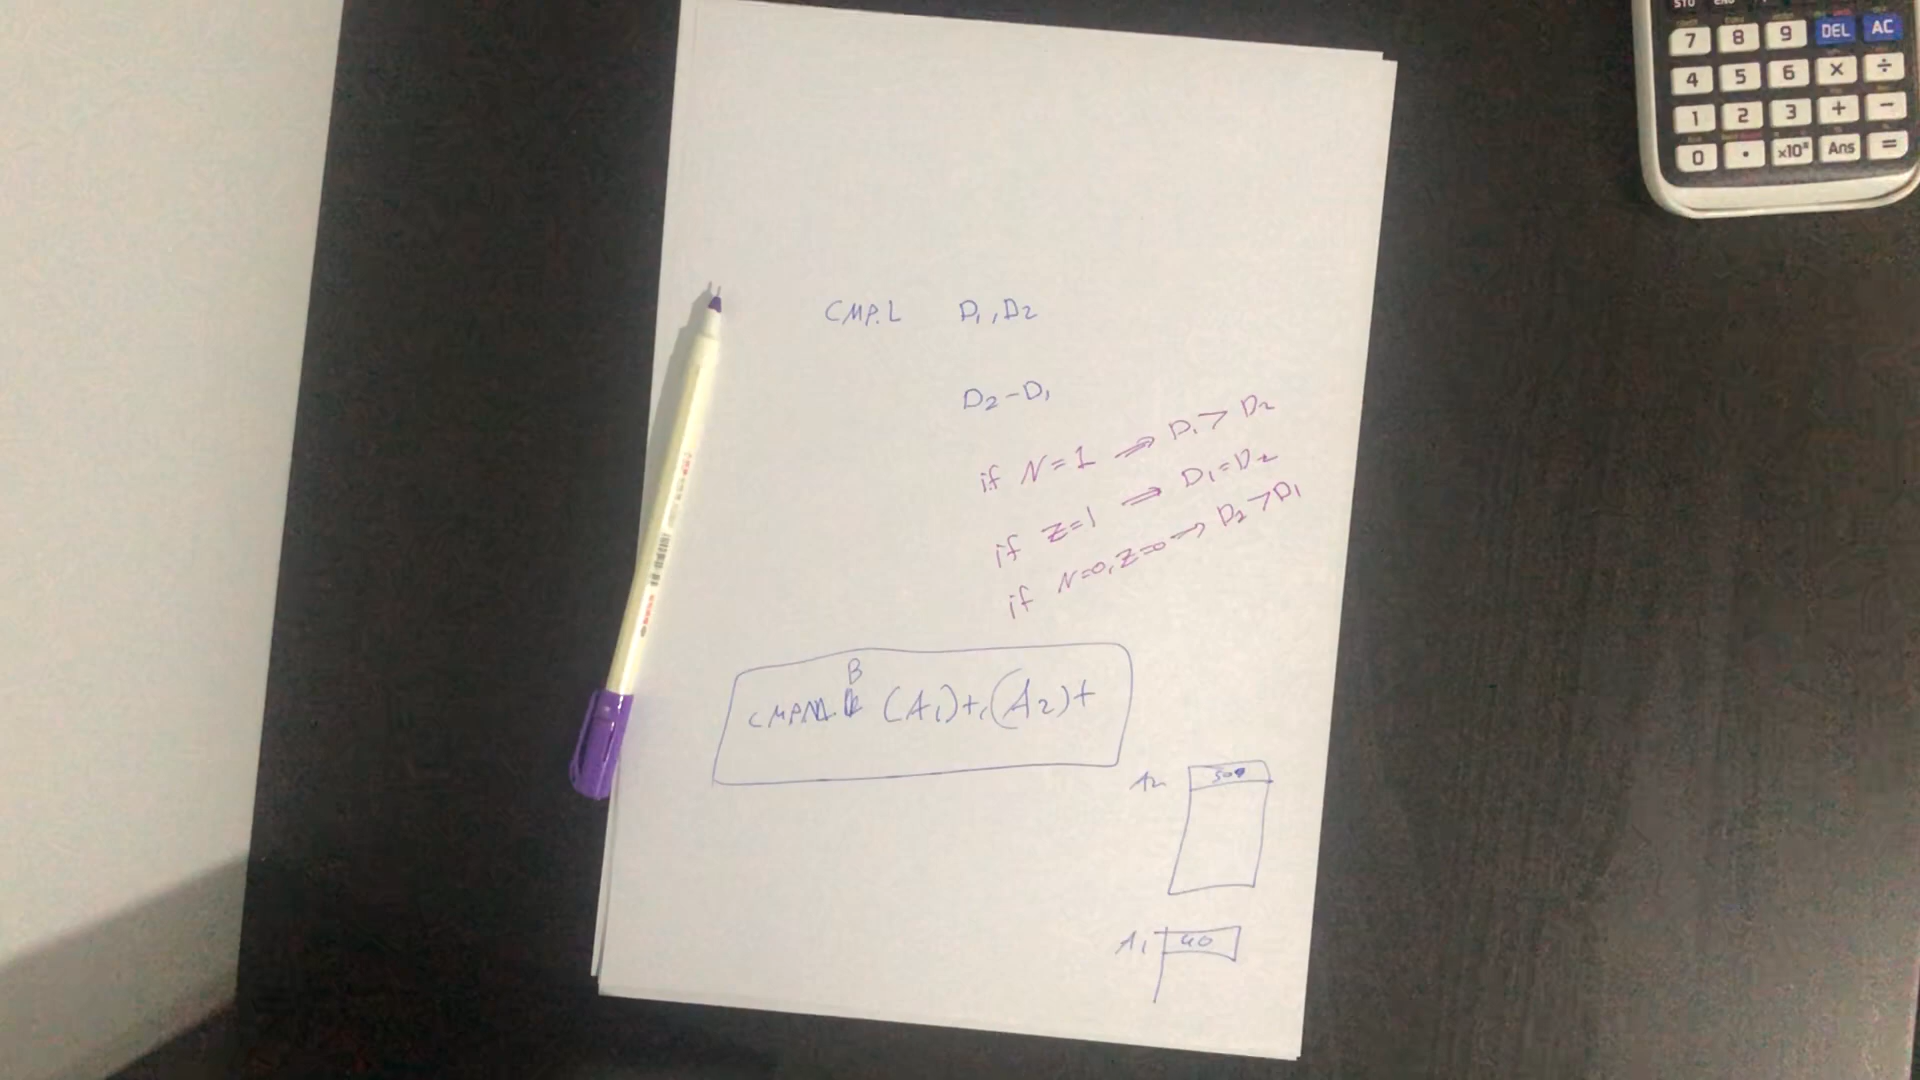 7 8 9 DEL AC
4 5 6 × ÷
1 2 3 + −
0 • ×10ˣ Ans =
CMP.L D1,D2
D2-D1
if N=1 ⇒ D1>D2
if Z=1 ⇒ D1=D2
if N=0,Z=0 → D2>D1
B
CMPM. (A1)+,(A2)+
A2
A1 40